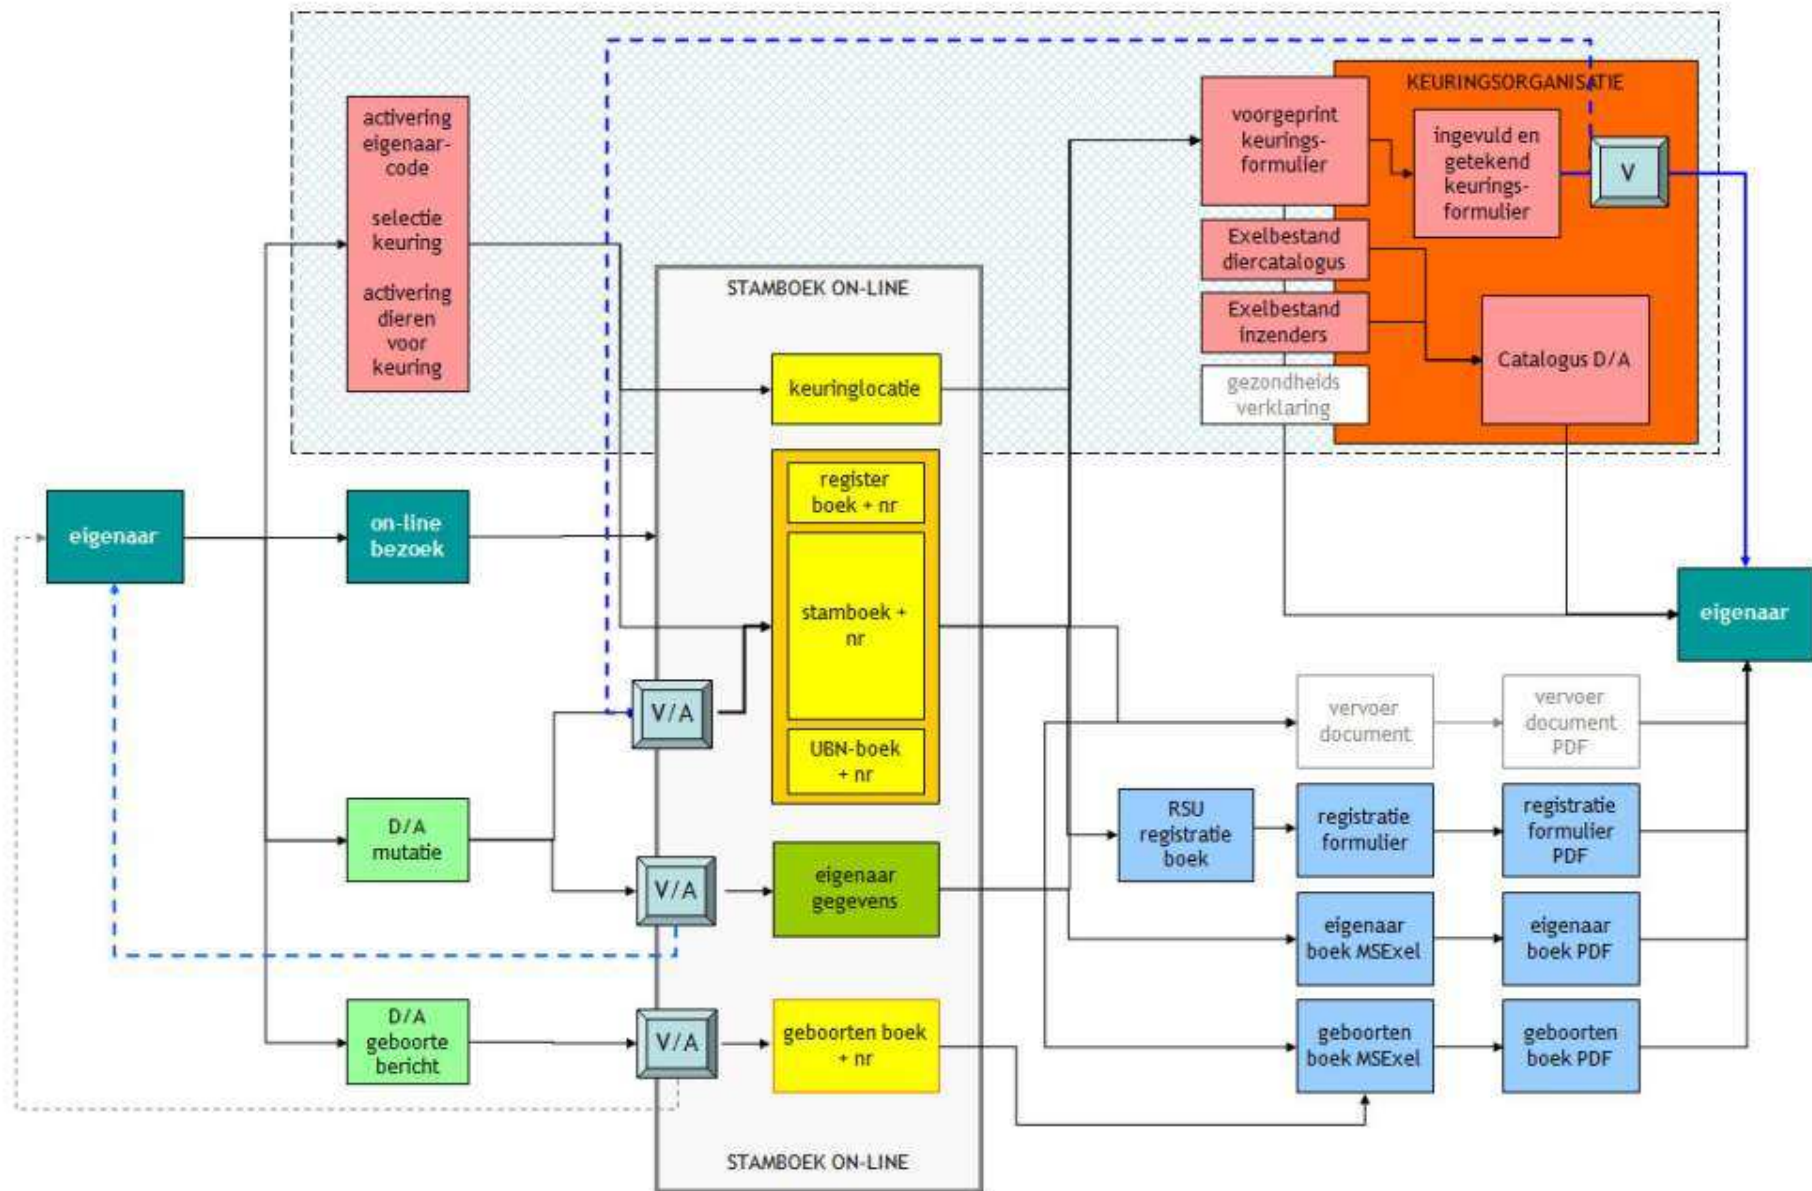 KEURINGSORGANISATIE
activering
eigenaar-
code
selectie
keuring
activering
dieren
voor
keuring
voorgeprint
keurings-
formulier
ingevuld en
getekend
keurings-
formulier
V
Exelbestand
diercatalogus
Exelbestand
inzenders
gezondheids
verklaring
Catalogus D/A
STAMBOEK ON-LINE
keuringlocatie
register
boek + nr
stamboek +
nr
UBN-boek
+ nr
eigenaar
on-line
bezoek
eigenaar
V/A
D/A
mutatie
V/A
eigenaar
gegevens
D/A
geboorte
bericht
V/A
geboorten boek
+ nr
STAMBOEK ON-LINE
vervoer
document
vervoer
document
PDF
RSU
registratie
boek
registratie
formulier
registratie
formulier
PDF
eigenaar
boek MSExel
eigenaar
boek PDF
geboorten
boek MSExel
geboorten
boek PDF